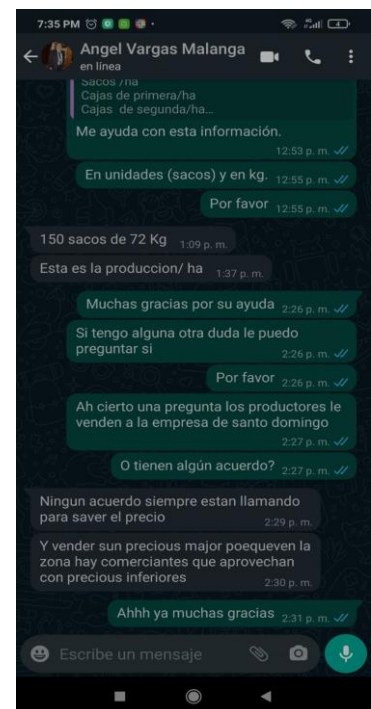 7:35 PM
Angel Vargas Malanga
en línea
Sacos /ha
Cajas de primera/ha
Cajas de segunda/ha...
Me ayuda con esta información.
12:53 p. m.
En unidades (sacos) y en kg. 12:55 p. m.
Por favor 12:55 p. m.
150 sacos de 72 Kg 1:09 p. m.
Esta es la produccion/ ha 1:37 p. m.
Muchas gracias por su ayuda 2:26 p. m.
Si tengo alguna otra duda le puedo
preguntar si
2:26 p. m.
Por favor 2:26 p. m.
Ah cierto una pregunta los productores le
venden a la empresa de santo domingo
2:27 p. m.
O tienen algún acuerdo? 2:27 p. m.
Ningun acuerdo siempre estan llamando
para saver el precio
2:29 p. m.
Y vender sun precious major poequeven la
zona hay comerciantes que aprovechan
con precious inferiores
2:30 p. m.
Ahhh ya muchas gracias 2:31 p. m.
Escribe un mensaje